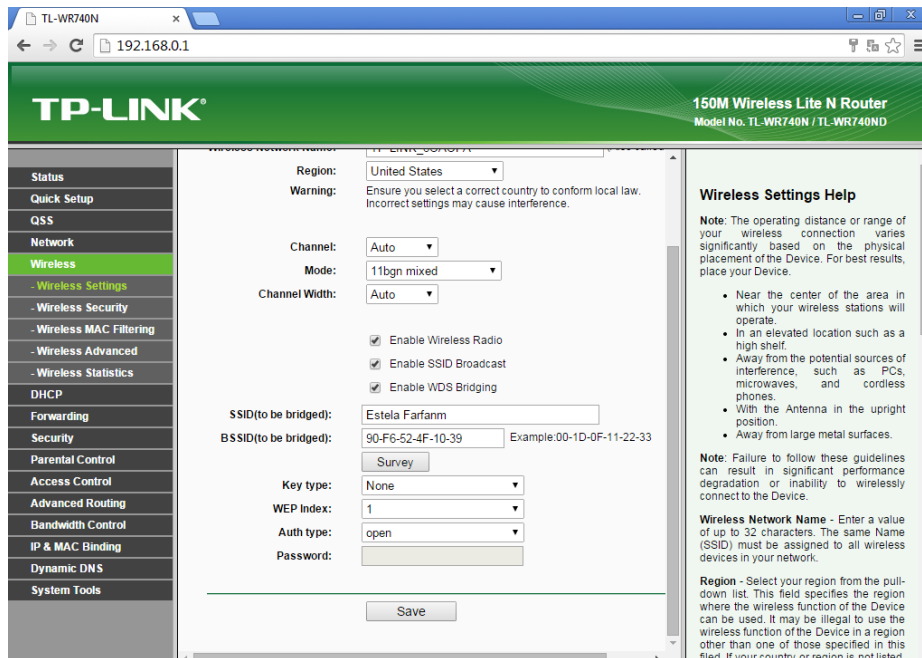 TL-WR740N
192.168.0.1
TP-LINK®
150M Wireless Lite N Router
Model No. TL-WR740N / TL-WR740ND
Status
Quick Setup
QSS
Network
Wireless
- Wireless Settings
- Wireless Security
- Wireless MAC Filtering
- Wireless Advanced
- Wireless Statistics
DHCP
Forwarding
Security
Parental Control
Access Control
Advanced Routing
Bandwidth Control
IP & MAC Binding
Dynamic DNS
System Tools
Wireless Network Name:
Region: United States
Warning: Ensure you select a correct country to conform local law.
Incorrect settings may cause interference.
Channel: Auto
Mode: 11bgn mixed
Channel Width: Auto
Enable Wireless Radio
Enable SSID Broadcast
Enable WDS Bridging
SSID(to be bridged): Estela Farfanm
BSSID(to be bridged): 90-F6-52-4F-10-39 Example:00-1D-0F-11-22-33
Survey
Key type: None
WEP Index: 1
Auth type: open
Password:
Save
Wireless Settings Help
Note: The operating distance or range of
your wireless connection varies
significantly based on the physical
placement of the Device. For best results,
place your Device.
• Near the center of the area in
which your wireless stations will
operate.
• In an elevated location such as a
high shelf.
• Away from the potential sources of
interference, such as PCs,
microwaves, and cordless
phones.
• With the Antenna in the upright
position.
• Away from large metal surfaces.
Note: Failure to follow these guidelines
can result in significant performance
degradation or inability to wirelessly
connect to the Device.
Wireless Network Name - Enter a value
of up to 32 characters. The same Name
(SSID) must be assigned to all wireless
devices in your network.
Region - Select your region from the pull-
down list. This field specifies the region
where the wireless function of the Device
can be used. It may be illegal to use the
wireless function of the Device in a region
other than one of those specified in this
filed. If your country or region is not listed,